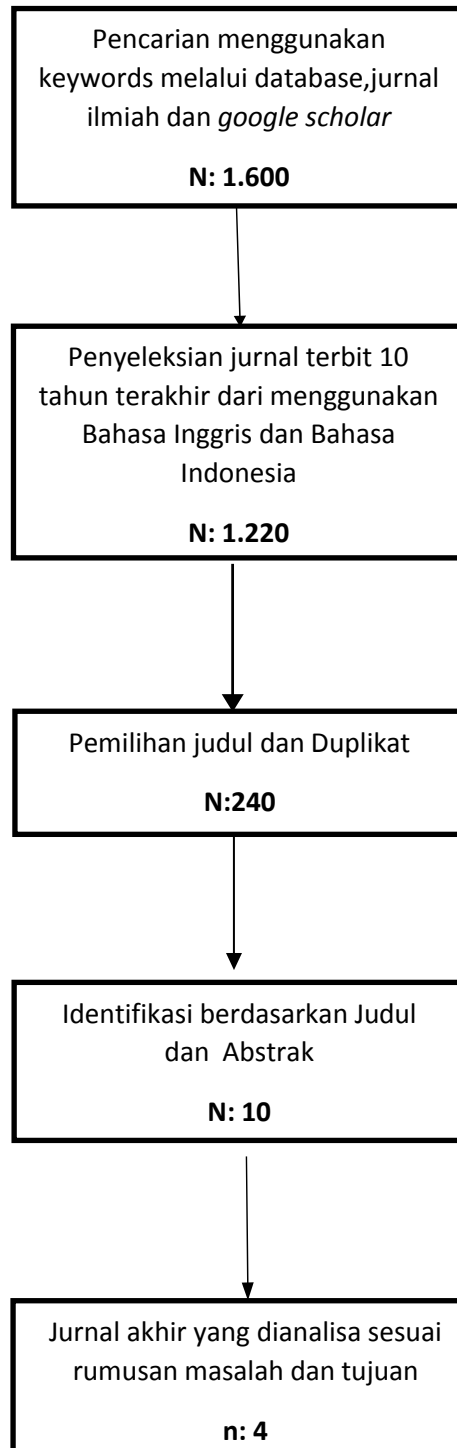 Pencarian menggunakan
keywords melalui database,jurnal
ilmiah dan google scholar
N: 1.600
Penyeleksian jurnal terbit 10
tahun terakhir dari menggunakan
Bahasa Inggris dan Bahasa
Indonesia
N: 1.220
Pemilihan judul dan Duplikat
N:240
Identifikasi berdasarkan Judul
dan Abstrak
N: 10
Jurnal akhir yang dianalisa sesuai
rumusan masalah dan tujuan
n: 4